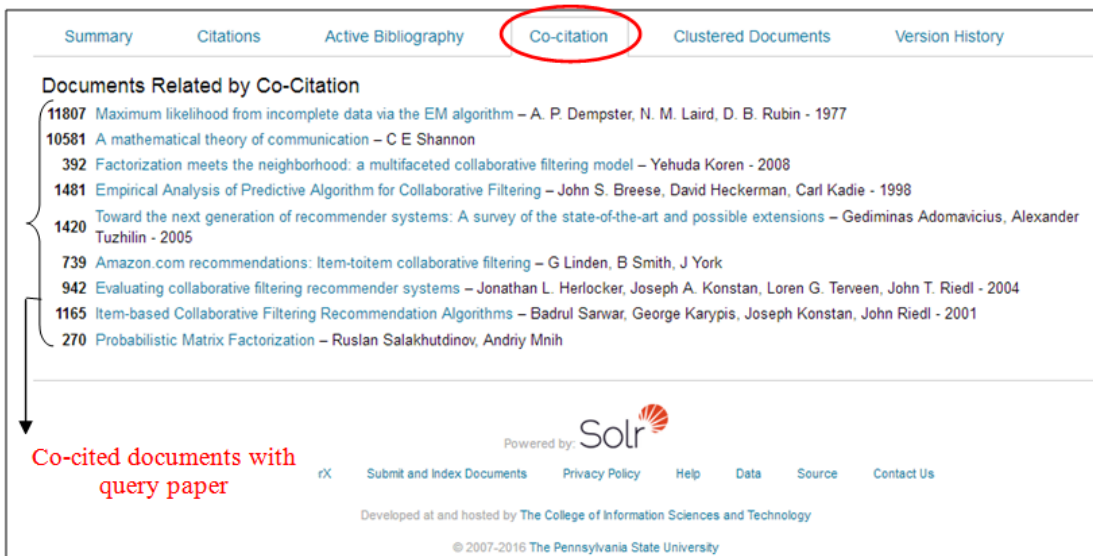 Summary Citations Active Bibliography Co-citation Clustered Documents Version History
Documents Related by Co-Citation
11807 Maximum likelihood from incomplete data via the EM algorithm – A. P. Dempster, N. M. Laird, D. B. Rubin - 1977
10581 A mathematical theory of communication – C E Shannon
392 Factorization meets the neighborhood: a multifaceted collaborative filtering model – Yehuda Koren - 2008
1481 Empirical Analysis of Predictive Algorithm for Collaborative Filtering – John S. Breese, David Heckerman, Carl Kadie - 1998
1420 Toward the next generation of recommender systems: A survey of the state-of-the-art and possible extensions – Gediminas Adomavicius, Alexander
Tuzhilin - 2005
739 Amazon.com recommendations: Item-toitem collaborative filtering – G Linden, B Smith, J York
942 Evaluating collaborative filtering recommender systems – Jonathan L. Herlocker, Joseph A. Konstan, Loren G. Terveen, John T. Riedl - 2004
1165 Item-based Collaborative Filtering Recommendation Algorithms – Badrul Sarwar, George Karypis, Joseph Konstan, John Riedl - 2001
270 Probabilistic Matrix Factorization – Ruslan Salakhutdinov, Andriy Mnih
Powered by: Solr
Co-cited documents with
query paper
rX Submit and Index Documents Privacy Policy Help Data Source Contact Us
Developed at and hosted by The College of Information Sciences and Technology
© 2007-2016 The Pennsylvania State University